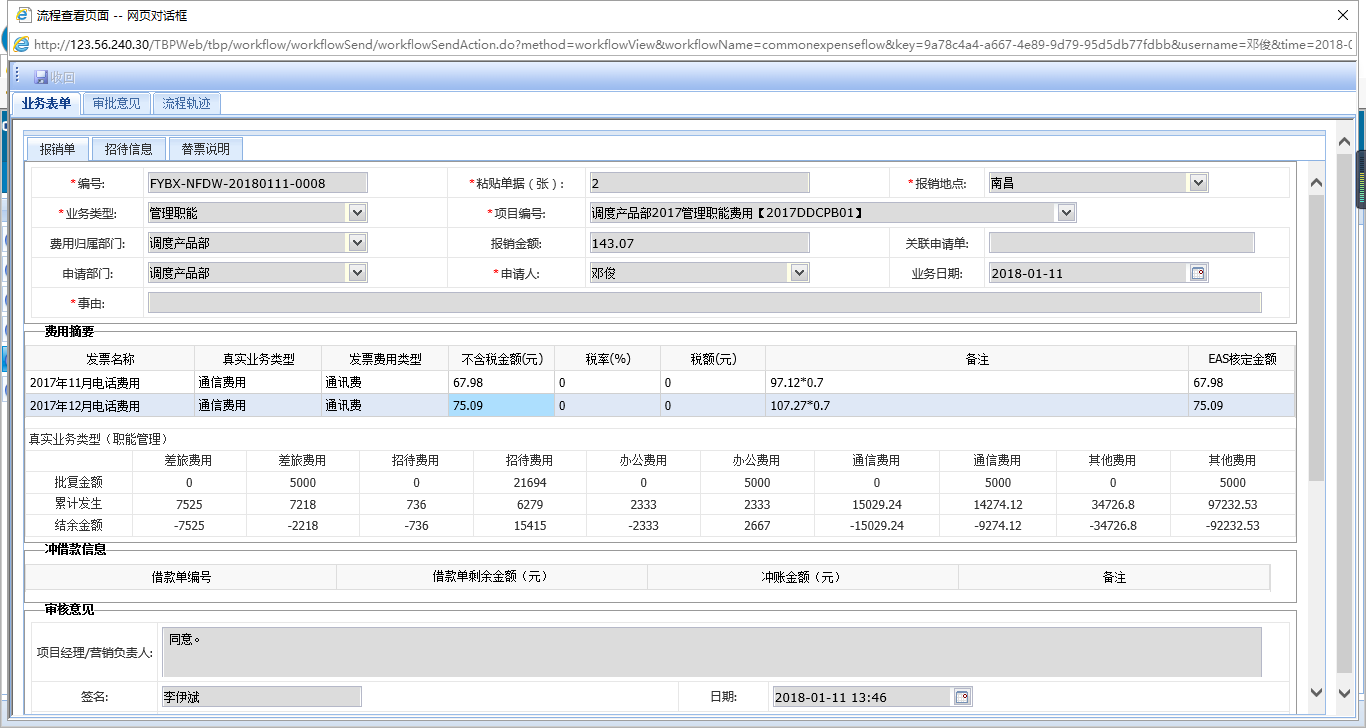 流程查看页面 -- 网页对话框
http://123.56.240.30/TBPWeb/tbp/workflow/workflowSend/workflowSendAction.do?method=workflowView&workflowName=commonexpenseflow&key=9a78c4a4-a667-4e89-9d79-95d5db77fdbb&username=邓俊&time=2018-0
收回
业务表单 审批意见 流程轨迹
报销单 招待信息 替票说明
*编号: FYBX-NFDW-20180111-0008 *粘贴单据（张）: 2 *报销地点: 南昌
*业务类型: 管理职能 *项目编号: 调度产品部2017管理职能费用【2017DDCPB01】
费用归属部门: 调度产品部 报销金额: 143.07 关联申请单:
申请部门: 调度产品部 *申请人: 邓俊 业务日期: 2018-01-11
*事由:
费用摘要
发票名称 真实业务类型 发票费用类型 不含税金额(元) 税率(%) 税额(元) 备注 EAS核定金额
2017年11月电话费用 通信费用 通讯费 67.98 0 0 97.12*0.7 67.98
2017年12月电话费用 通信费用 通讯费 75.09 0 0 107.27*0.7 75.09
真实业务类型（职能管理）
差旅费用 差旅费用 招待费用 招待费用 办公费用 办公费用 通信费用 通信费用 其他费用 其他费用
批复金额 0 5000 0 21694 0 5000 0 5000 0 5000
累计发生 7525 7218 736 6279 2333 2333 15029.24 14274.12 34726.8 97232.53
结余金额 -7525 -2218 -736 15415 -2333 2667 -15029.24 -9274.12 -34726.8 -92232.53
冲借款信息
借款单编号 借款单剩余金额（元） 冲账金额（元） 备注
审核意见
项目经理/营销负责人: 同意。
签名: 李伊斌 日期: 2018-01-11 13:46